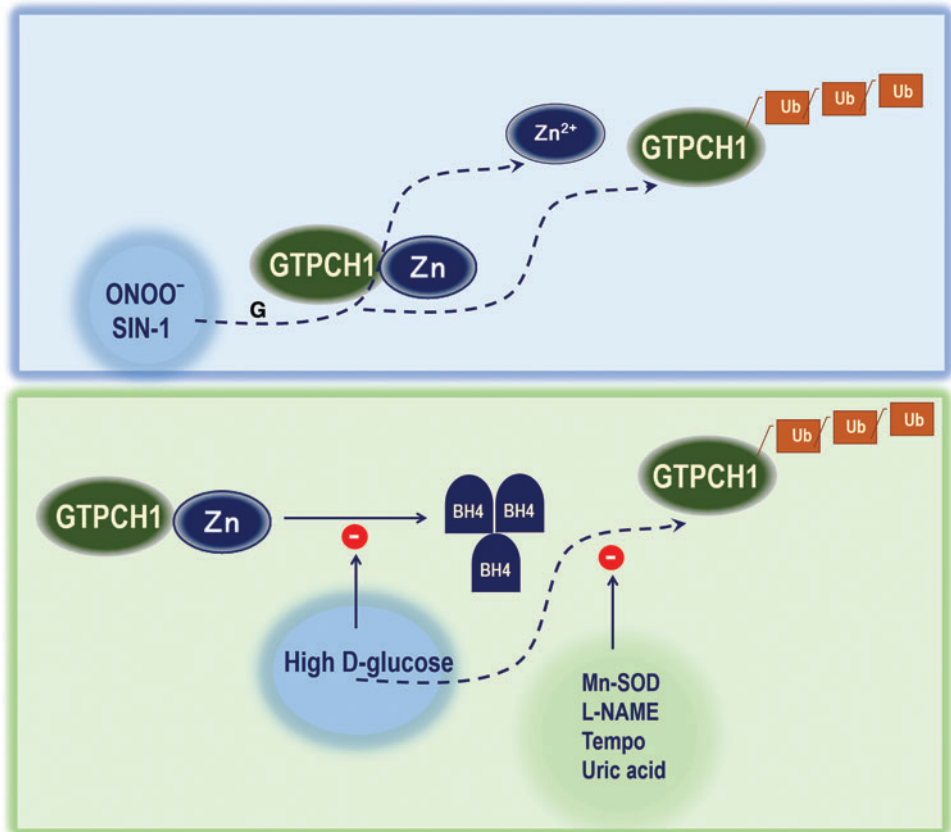 Ub Ub Ub
Zn²⁺
GTPCH1
GTPCH1 Zn
ONOO⁻
SIN-1
G
Ub Ub Ub
GTPCH1
GTPCH1 Zn
BH4 BH4
BH4
High D-glucose
Mn-SOD
L-NAME
Tempo
Uric acid